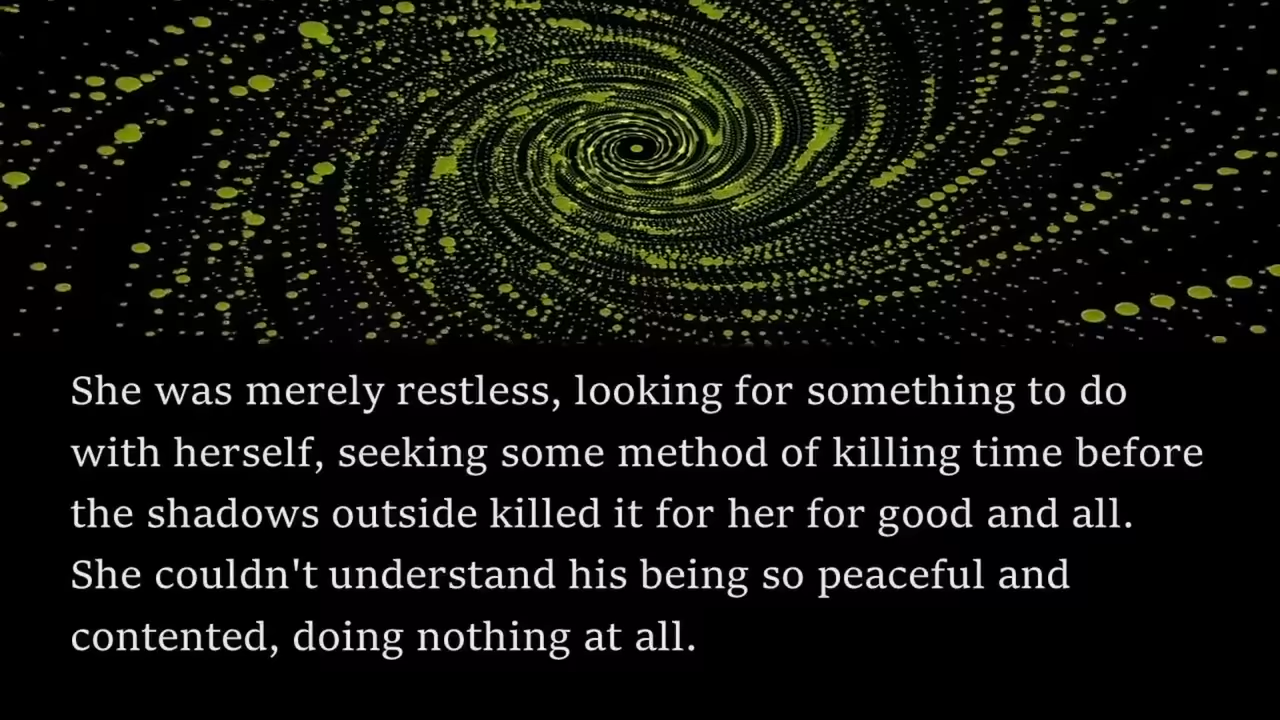 She was merely restless, looking for something to do
with herself, seeking some method of killing time before
the shadows outside killed it for her for good and all.
She couldn't understand his being so peaceful and
contented, doing nothing at all.